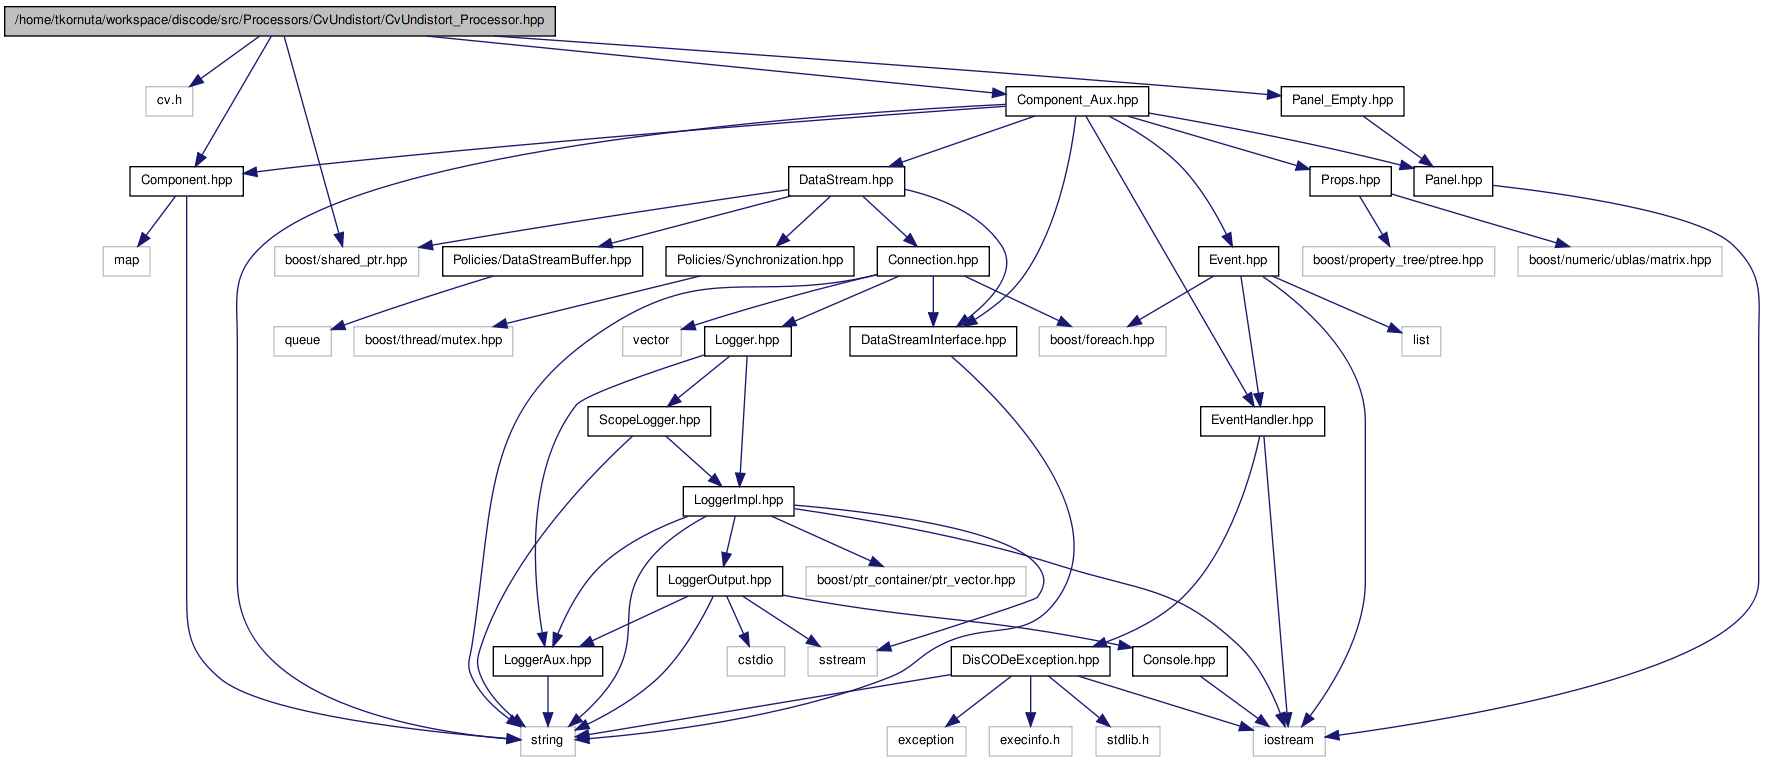 /home/tkornuta/workspace/discode/src/Processors/CvUndistort/CvUndistort_Processor.hpp
cv.h
Component_Aux.hpp
Panel_Empty.hpp
Component.hpp
DataStream.hpp
Props.hpp
Panel.hpp
map
boost/shared_ptr.hpp
Policies/DataStreamBuffer.hpp
Policies/Synchronization.hpp
Connection.hpp
Event.hpp
boost/property_tree/ptree.hpp
boost/numeric/ublas/matrix.hpp
queue
boost/thread/mutex.hpp
vector
Logger.hpp
DataStreamInterface.hpp
boost/foreach.hpp
list
ScopeLogger.hpp
EventHandler.hpp
LoggerImpl.hpp
LoggerOutput.hpp
boost/ptr_container/ptr_vector.hpp
LoggerAux.hpp
cstdio
sstream
DisCODeException.hpp
Console.hpp
string
exception
execinfo.h
stdlib.h
iostream